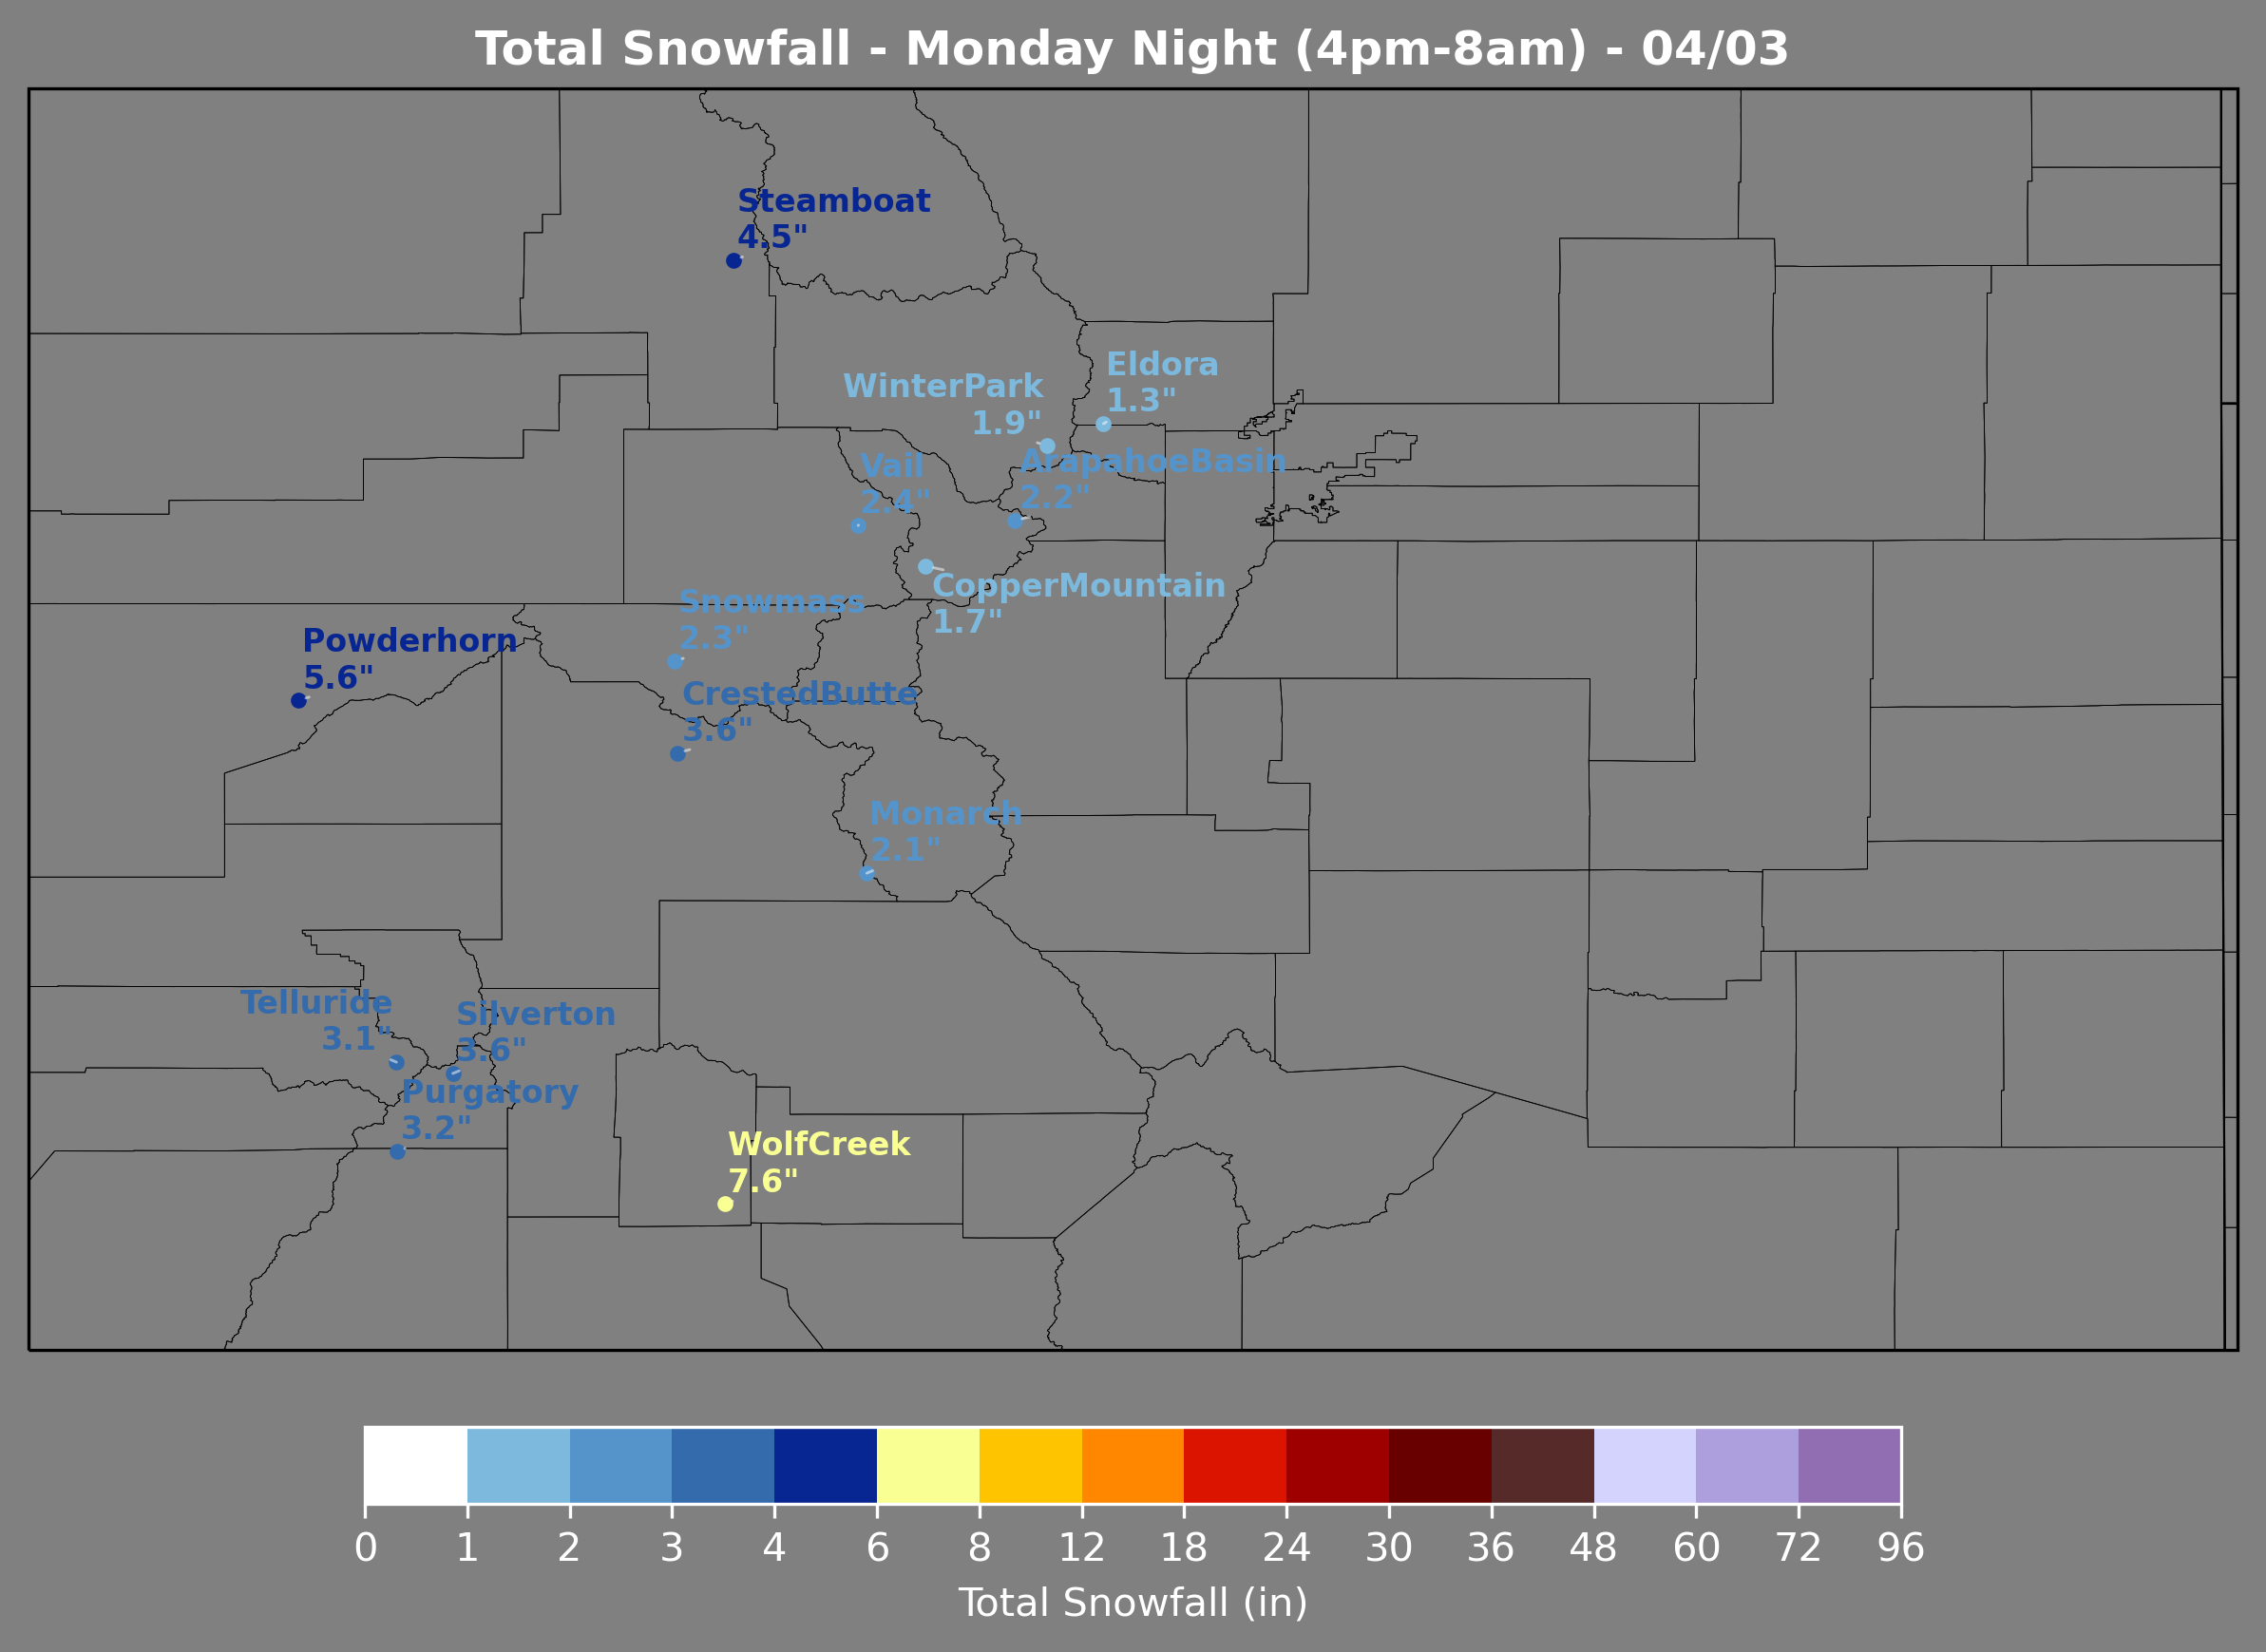 Total Snowfall - Monday Night (4pm-8am) - 04/03
Steamboat
4.5"
Eldora
1.3"
WinterPark
1.9"
Vail
2.4"
ArapahoeBasin
2.2"
CopperMountain
1.7"
Snowmass
2.3"
Powderhorn
5.6"
CrestedButte
3.6"
Monarch
2.1"
Telluride
3.1"
Silverton
3.6"
Purgatory
3.2"
WolfCreek
7.6"
0 1 2 3 4 6 8 12 18 24 30 36 48 60 72 96
Total Snowfall (in)